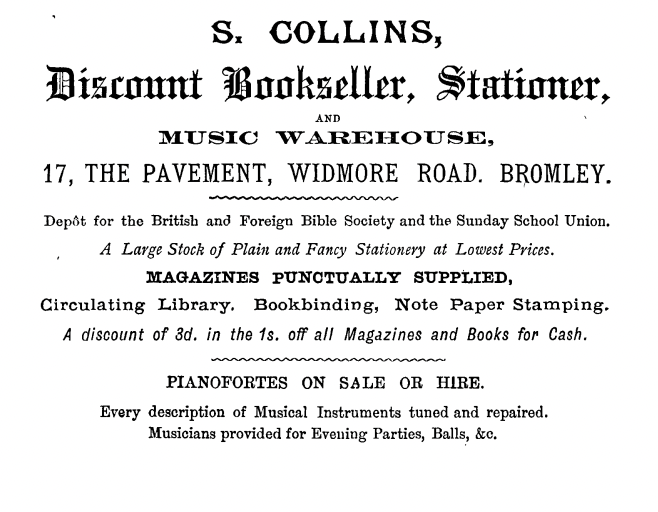 S. COLLINS,
Discount Bookseller, Stationer,
AND
MUSIC WAREHOUSE,
17, THE PAVEMENT, WIDMORE ROAD. BROMLEY.
Depôt for the British and Foreign Bible Society and the Sunday School Union.
A Large Stock of Plain and Fancy Stationery at Lowest Prices.
MAGAZINES PUNCTUALLY SUPPLIED,
Circulating Library. Bookbinding, Note Paper Stamping.
A discount of 3d. in the 1s. off all Magazines and Books for Cash.
PIANOFORTES ON SALE OR HIRE.
Every description of Musical Instruments tuned and repaired.
Musicians provided for Evening Parties, Balls, &c.